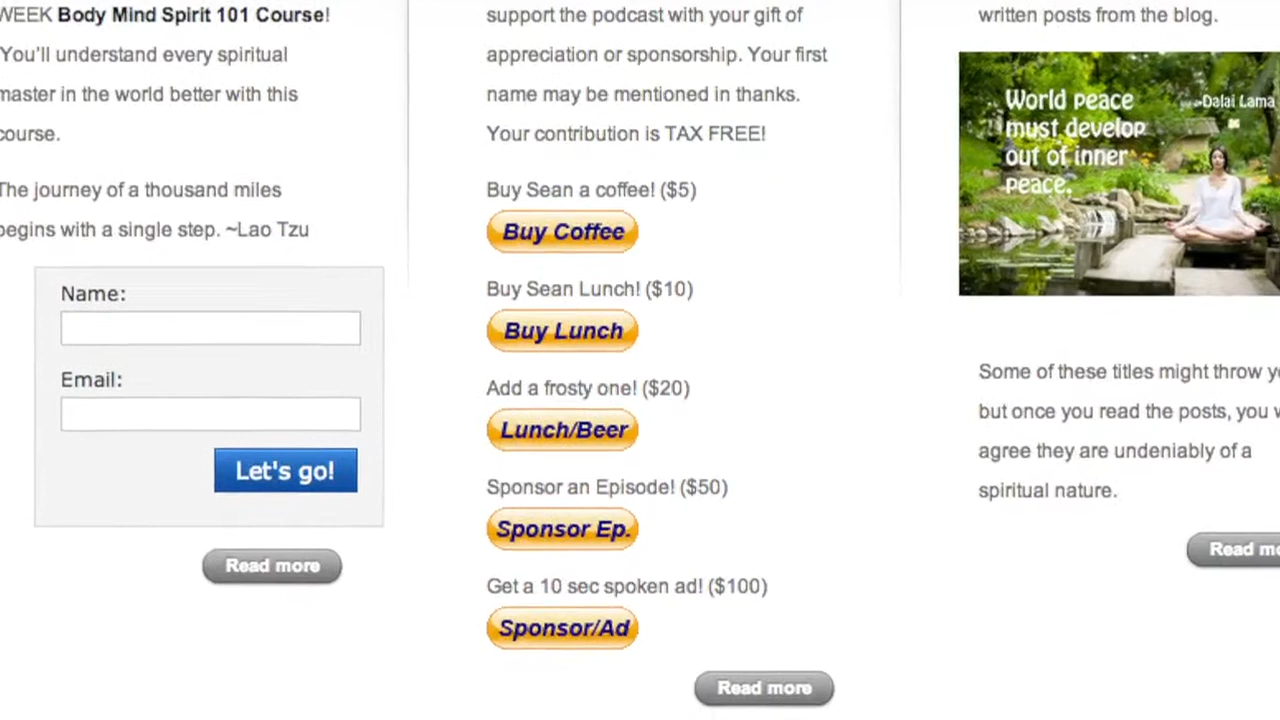 WEEK Body Mind Spirit 101 Course!
You'll understand every spiritual
master in the world better with this
course.
The journey of a thousand miles
begins with a single step. ~Lao Tzu
Name:
Email:
Let's go!
Read more
support the podcast with your gift of
appreciation or sponsorship. Your first
name may be mentioned in thanks.
Your contribution is TAX FREE!
Buy Sean a coffee! ($5)
Buy Coffee
Buy Sean Lunch! ($10)
Buy Lunch
Add a frosty one! ($20)
Lunch/Beer
Sponsor an Episode! ($50)
Sponsor Ep.
Get a 10 sec spoken ad! ($100)
Sponsor/Ad
Read more
written posts from the blog.
World peace
must develop
out of inner
peace.
-Dalai Lama
Some of these titles might throw
but once you read the posts, you
agree they are undeniably of a
spiritual nature.
Read